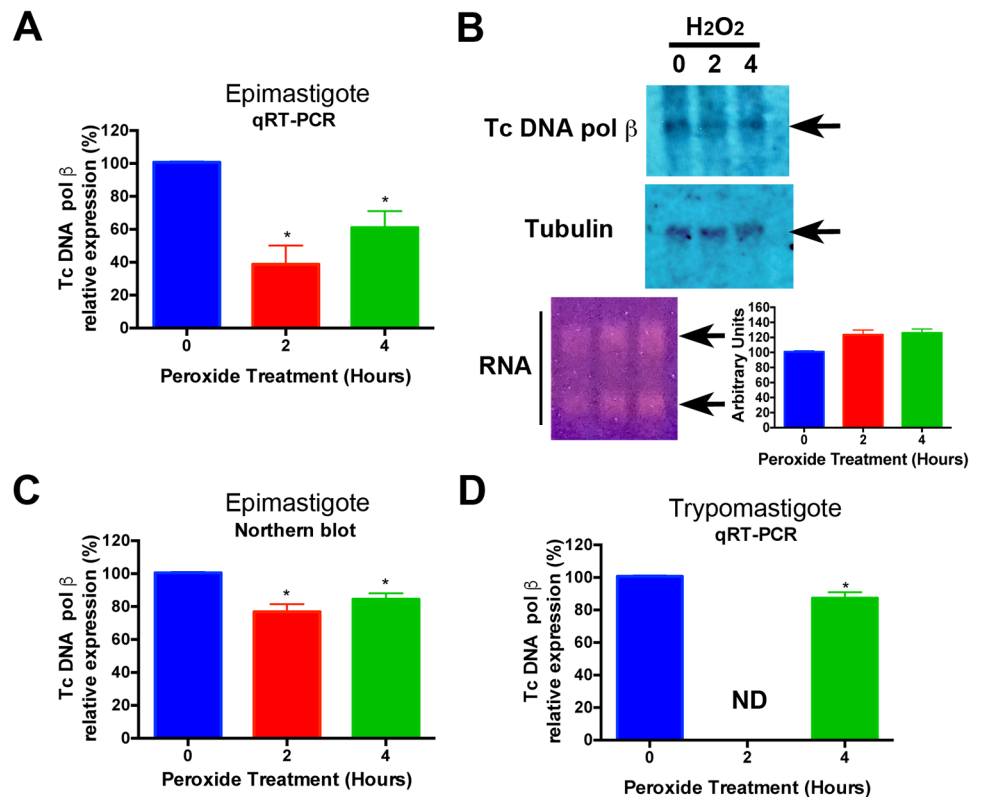 A
Epimastigote
qRT-PCR
Tc DNA pol β
relative expression (%)
120
100
80
60
40
20
0
*
*
0 2 4
Peroxide Treatment (Hours)
B
H2O2
0 2 4
Tc DNA pol β
Tubulin
RNA
Arbitrary Units
160
140
120
100
80
60
40
20
0
0 2 4
Peroxide Treatment (Hours)
C
Epimastigote
Northern blot
Tc DNA pol β
relative expression (%)
120
100
80
60
40
20
0
*
*
0 2 4
Peroxide Treatment (Hours)
D
Trypomastigote
qRT-PCR
Tc DNA pol β
relative expression (%)
120
100
80
60
40
20
0
ND
*
0 2 4
Peroxide Treatment (Hours)